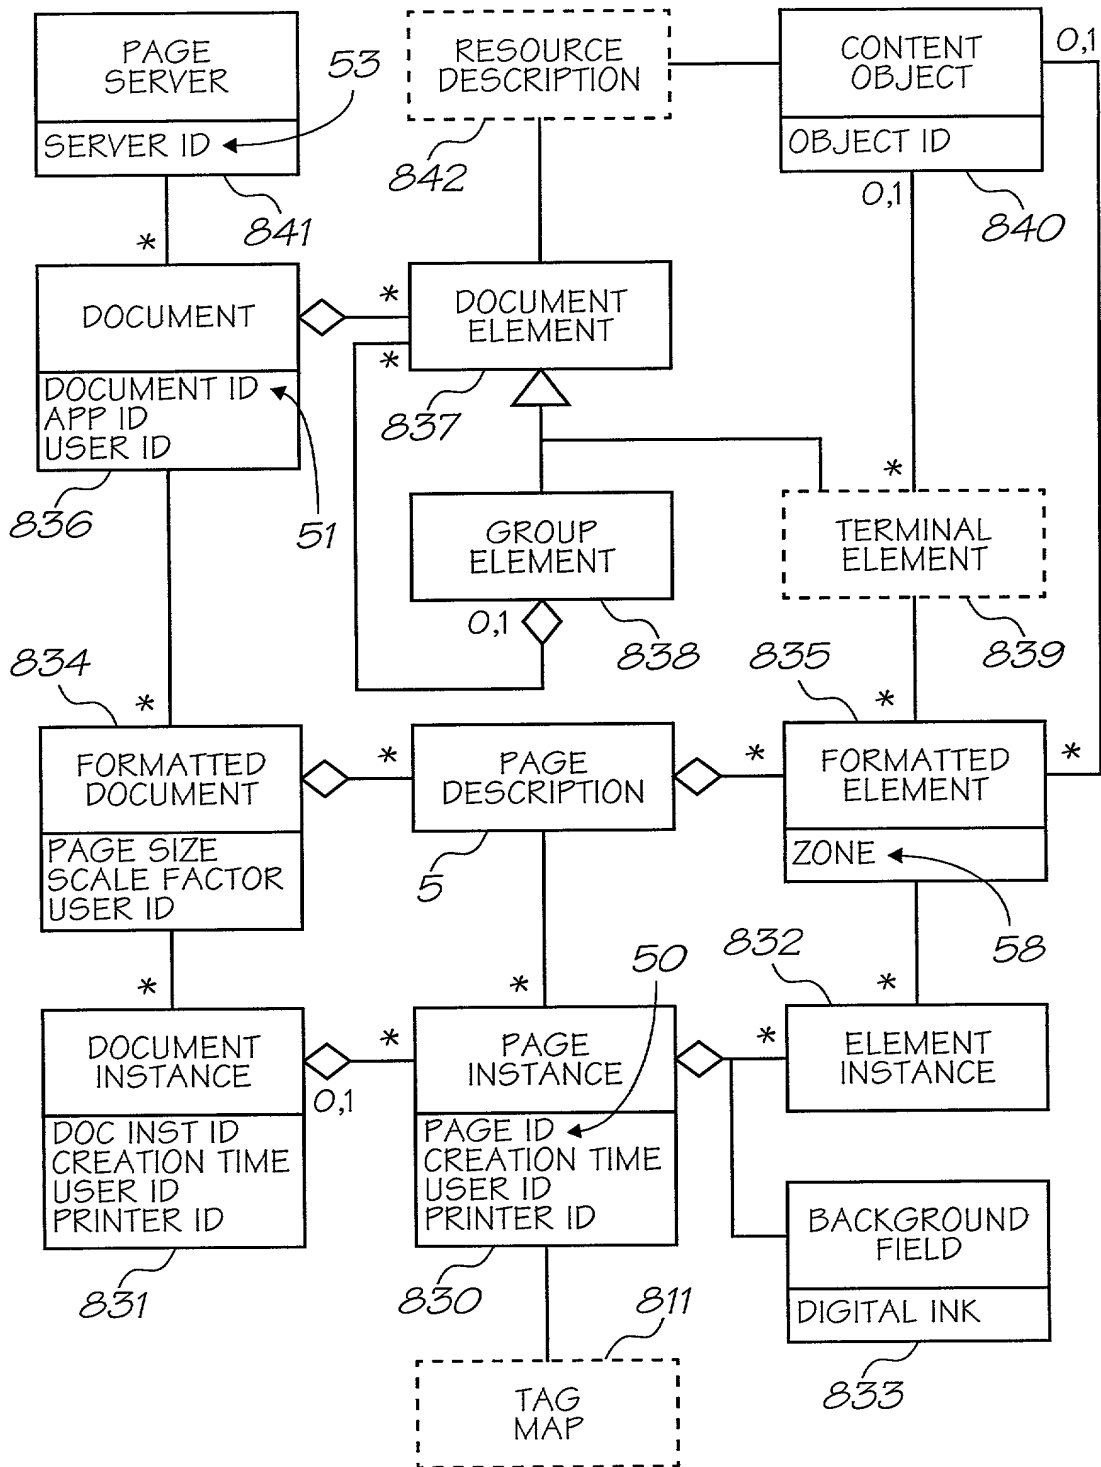 PAGE
SERVER
SERVER ID
53
841
*
RESOURCE
DESCRIPTION
842
CONTENT
OBJECT
OBJECT ID
0,1
0,1
840
DOCUMENT
DOCUMENT ID
APP ID
USER ID
836
51
*
*
DOCUMENT
ELEMENT
837
GROUP
ELEMENT
0,1
838
*
TERMINAL
ELEMENT
839
834
*
FORMATTED
DOCUMENT
PAGE SIZE
SCALE FACTOR
USER ID
*
PAGE
DESCRIPTION
5
*
835
*
*
FORMATTED
ELEMENT
ZONE
58
*
DOCUMENT
INSTANCE
0,1
DOC INST ID
CREATION TIME
USER ID
PRINTER ID
831
*
*
50
PAGE
INSTANCE
PAGE ID
CREATION TIME
USER ID
PRINTER ID
830
832
*
*
ELEMENT
INSTANCE
BACKGROUND
FIELD
DIGITAL INK
833
811
TAG
MAP